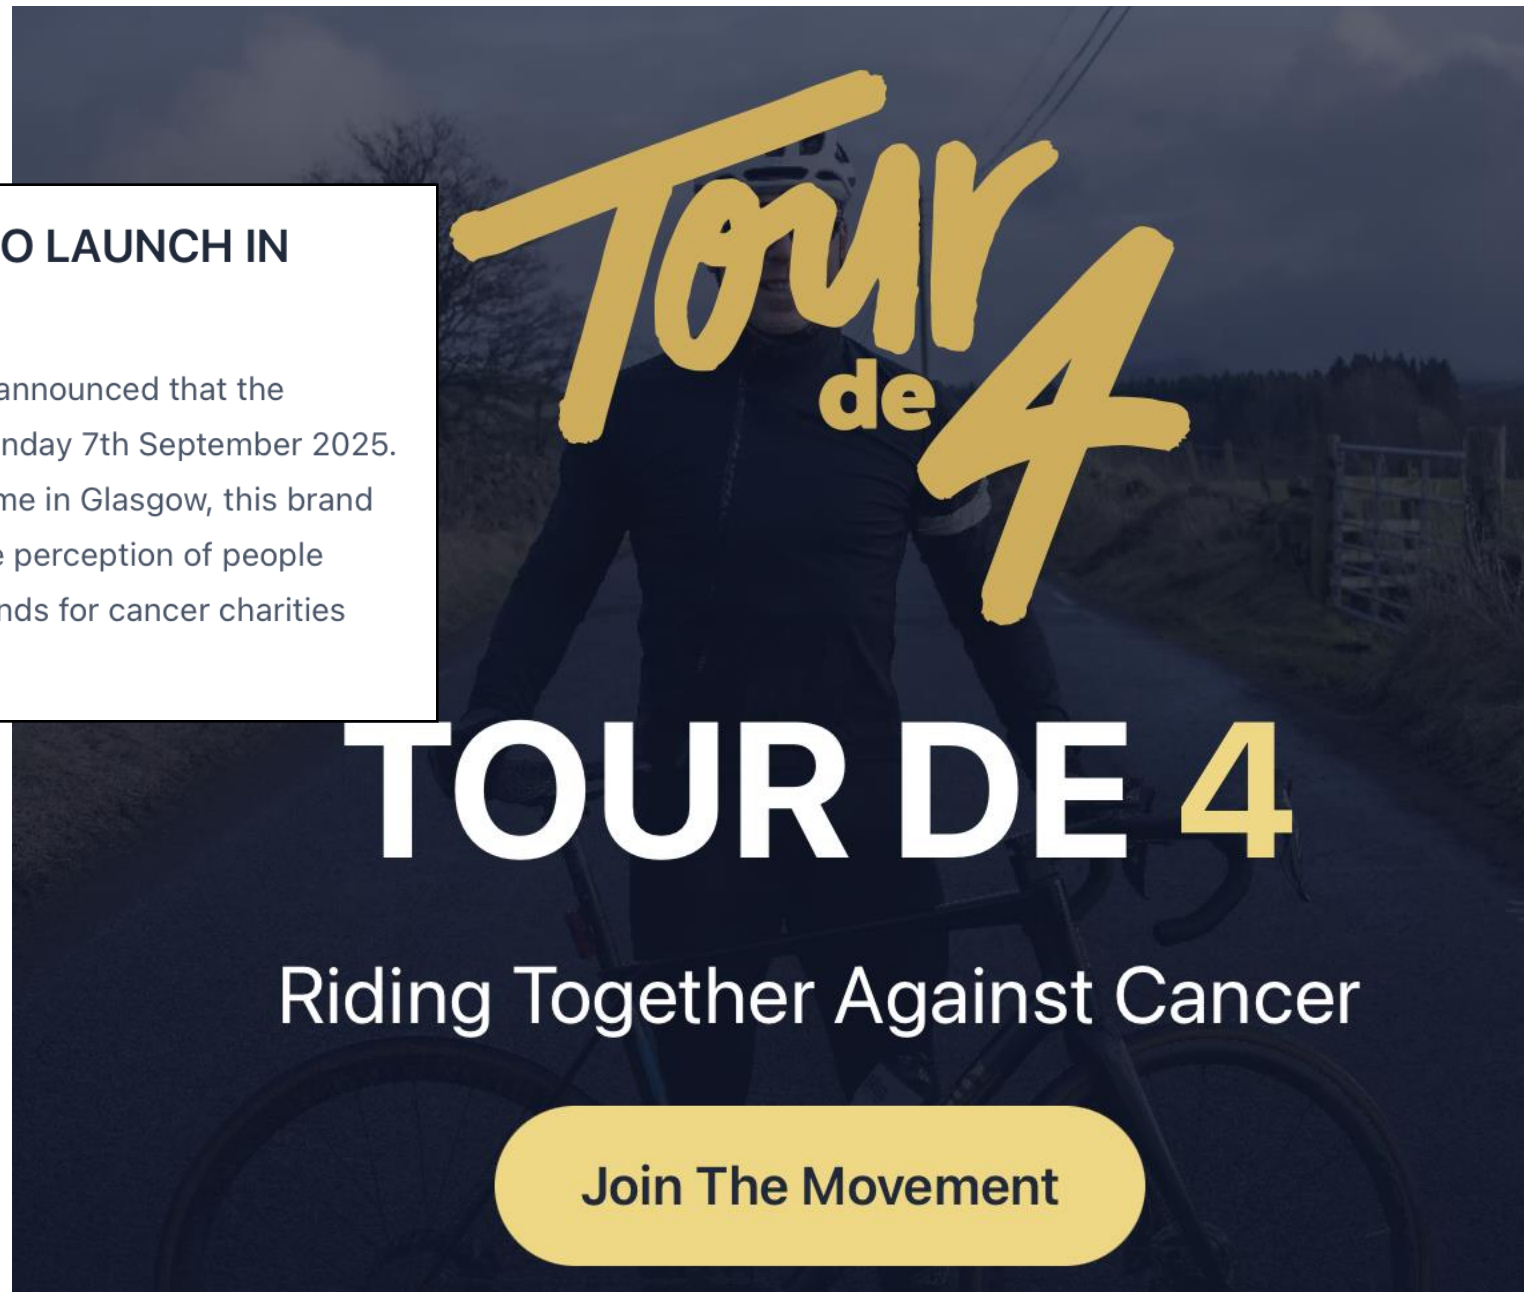 O LAUNCH IN
announced that the
nday 7th September 2025.
me in Glasgow, this brand
perception of people
nds for cancer charities
Tour
de
4
TOUR DE 4
Riding Together Against Cancer
Join The Movement